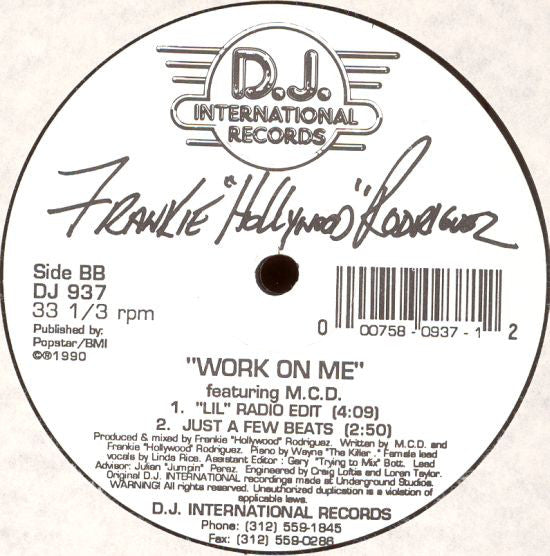 D.J.
INTERNATIONAL
RECORDS
FRANKIE "HOLLYWOOD" RODRIGUEZ
Side BB
DJ 937
33 1/3 rpm
Published by:
Popstar/BMI
©®1990
0 00758 - 0937 - 1 2
"WORK ON ME"
featuring M.C.D.
1. "LIL" RADIO EDIT (4:09)
2. JUST A FEW BEATS (2:50)
Produced & mixed by Frankie "Hollywood" Rodriguez. Written by M.C.D. and
Frankie "Hollywood" Rodriguez. Piano by Wayne "The Killer." Female lead
vocals by Linda Rice. Assistant Editor : Gary "Trying to Mix" Bott. Lead
Advisor: Julian "Jumpin" Perez. Engineered by Craig Loftis and Loren Taylor.
Original D.J. INTERNATIONAL recordings made at Underground Studios.
WARNING! All rights reserved. Unauthorized duplication is a violation of
applicable laws.
D.J. INTERNATIONAL RECORDS
Phone: (312) 559-1845
Fax: (312) 559-0286